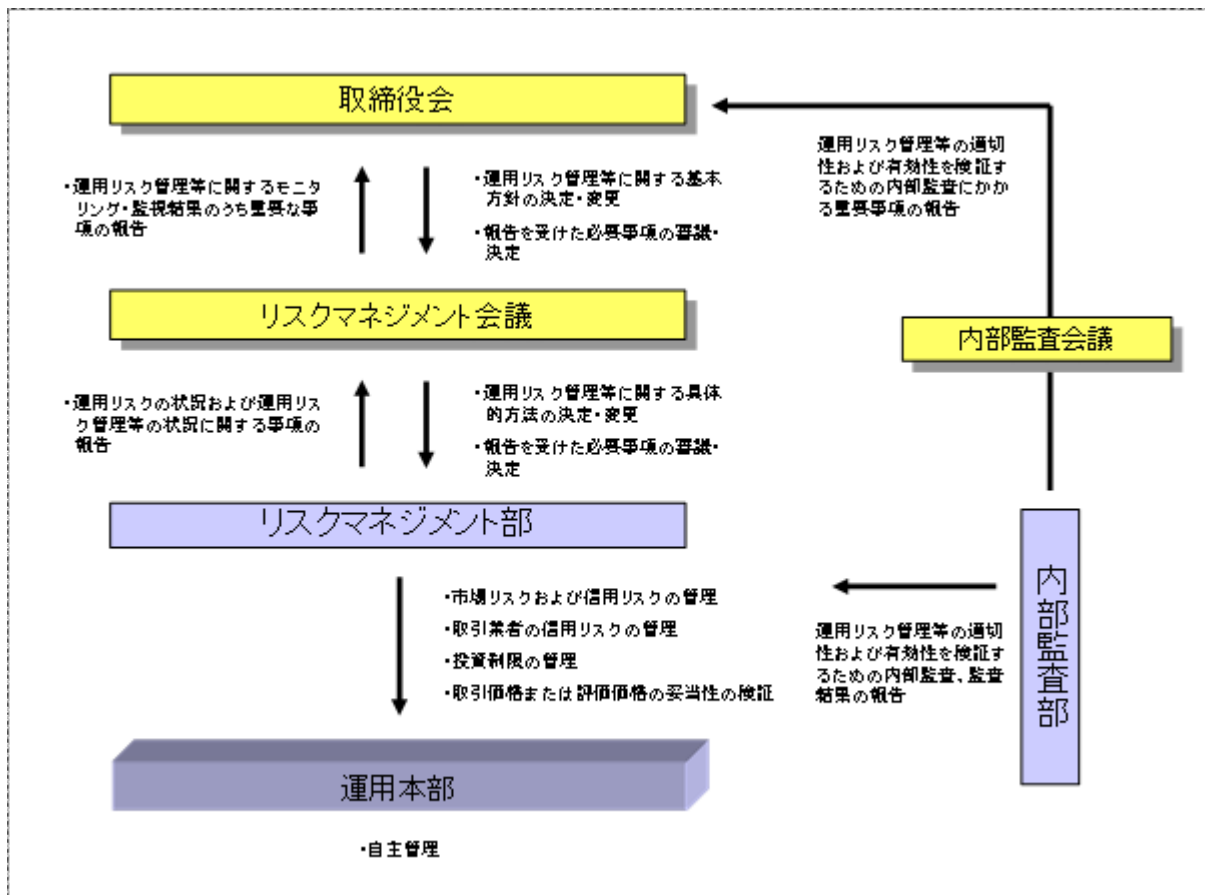 取締役会
・運用リスク管理等に関するモニ
タリング・監視結果のうち重要な事
項の報告
・運用リスク管理等に関する基本
方針の決定・変更
・報告を受けた必要事項の審議・
決定
運用リスク管理等の適切
性および有効性を検証す
るための内部監査にかか
る重要事項の報告
リスクマネジメント会議
内部監査会議
・運用リスクの状況および運用リス
ク管理等の状況に関する事項の
報告
・運用リスク管理等に関する具体
的方法の決定・変更
・報告を受けた必要事項の審議・
決定
リスクマネジメント部
・市場リスクおよび信用リスクの管理
・取引業者の信用リスクの管理
・投資制限の管理
・取引価格または評価価格の妥当性の検証
運用リスク管理等の適切
性および有効性を検証す
るための内部監査、監査
結果の報告
内部監査部
運用本部
・自主管理